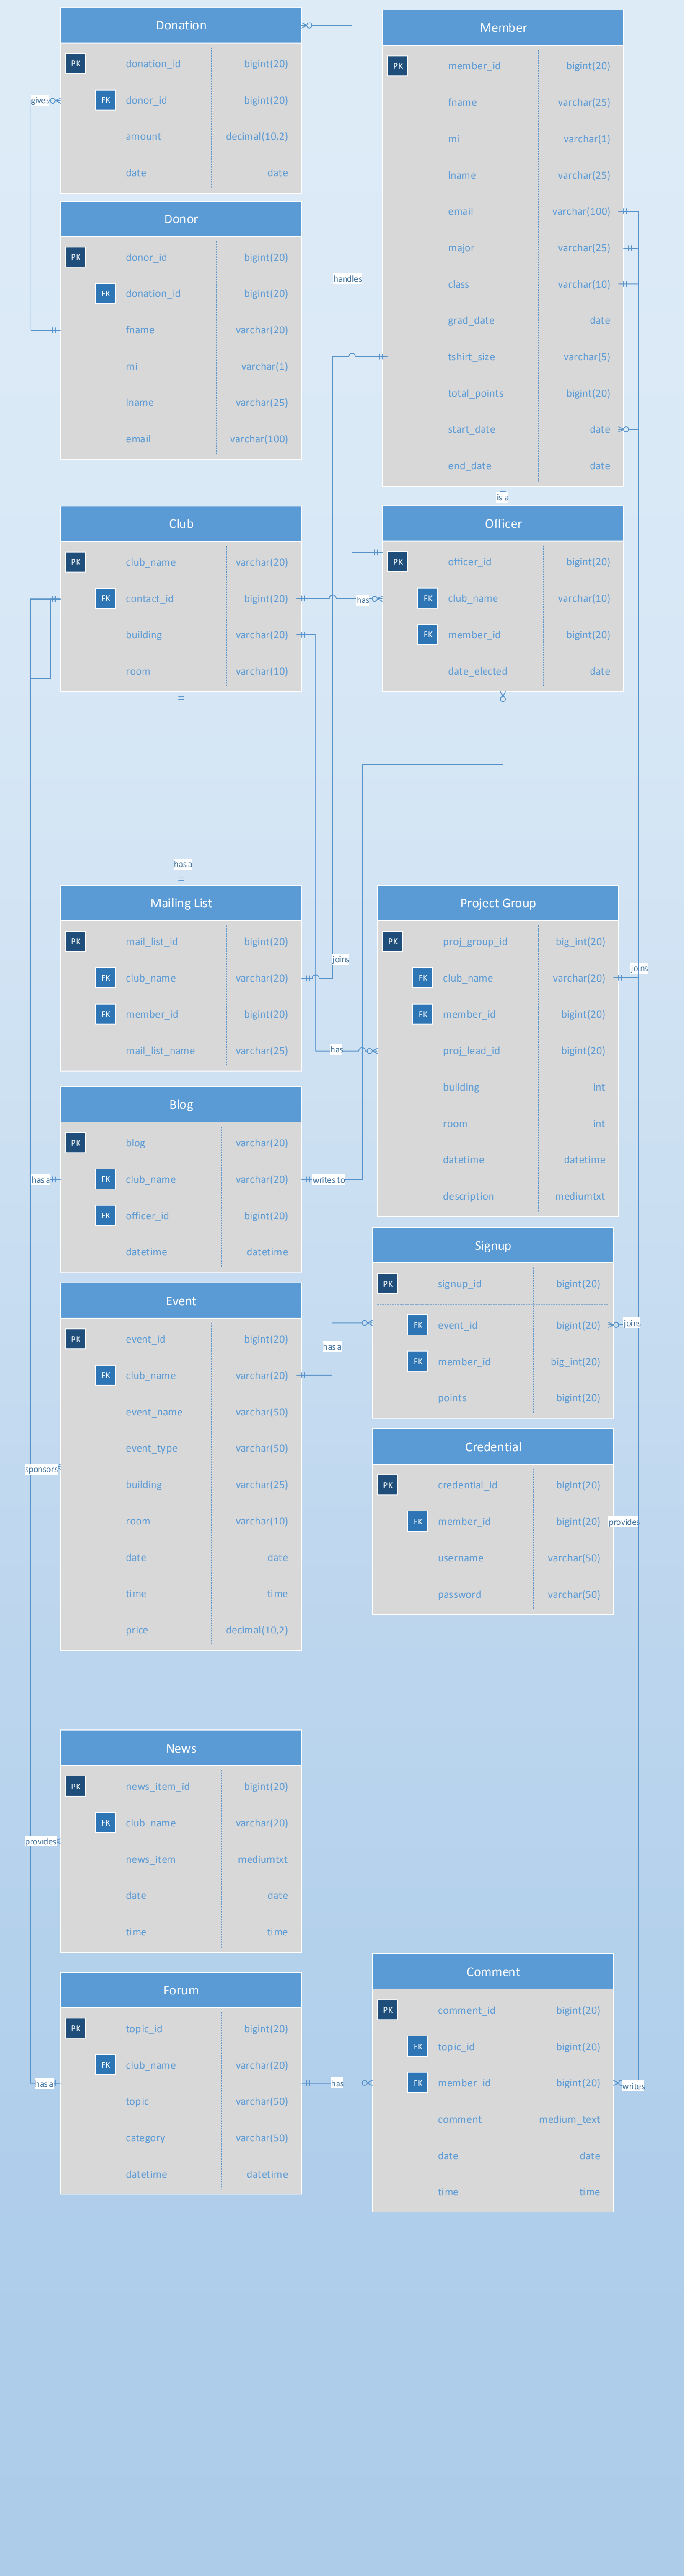 Donation
PK donation_id bigint(20)
FK donor_id bigint(20)
amount decimal(10,2)
date date
gives
Donor
PK donor_id bigint(20)
FK donation_id bigint(20)
fname varchar(20)
mi varchar(1)
lname varchar(25)
email varchar(100)
handles
Member
PK member_id bigint(20)
fname varchar(25)
mi varchar(1)
lname varchar(25)
email varchar(100)
major varchar(25)
class varchar(10)
grad_date date
tshirt_size varchar(5)
total_points bigint(20)
start_date date
end_date date
is a
Club
PK club_name varchar(20)
FK contact_id bigint(20)
building varchar(20)
room varchar(10)
has
Officer
PK officer_id bigint(20)
FK club_name varchar(10)
FK member_id bigint(20)
date_elected date
has a
Mailing List
PK mail_list_id bigint(20)
FK club_name varchar(20)
FK member_id bigint(20)
mail_list_name varchar(25)
joins
has
Project Group
PK proj_group_id big_int(20)
FK club_name varchar(20)
FK member_id bigint(20)
proj_lead_id bigint(20)
building int
room int
datetime datetime
description mediumtxt
joins
Blog
PK blog varchar(20)
FK club_name varchar(20)
FK officer_id bigint(20)
datetime datetime
has a
writes to
Signup
PK signup_id bigint(20)
FK event_id bigint(20)
FK member_id big_int(20)
points bigint(20)
joins
Event
PK event_id bigint(20)
FK club_name varchar(20)
event_name varchar(50)
event_type varchar(50)
building varchar(25)
room varchar(10)
date date
time time
price decimal(10,2)
has a
sponsors
Credential
PK credential_id bigint(20)
FK member_id bigint(20)
username varchar(50)
password varchar(50)
provides
News
PK news_item_id bigint(20)
FK club_name varchar(20)
news_item mediumtxt
date date
time time
provides
Forum
PK topic_id bigint(20)
FK club_name varchar(20)
topic varchar(50)
category varchar(50)
datetime datetime
has a
has
Comment
PK comment_id bigint(20)
FK topic_id bigint(20)
FK member_id bigint(20)
comment medium_text
date date
time time
writes